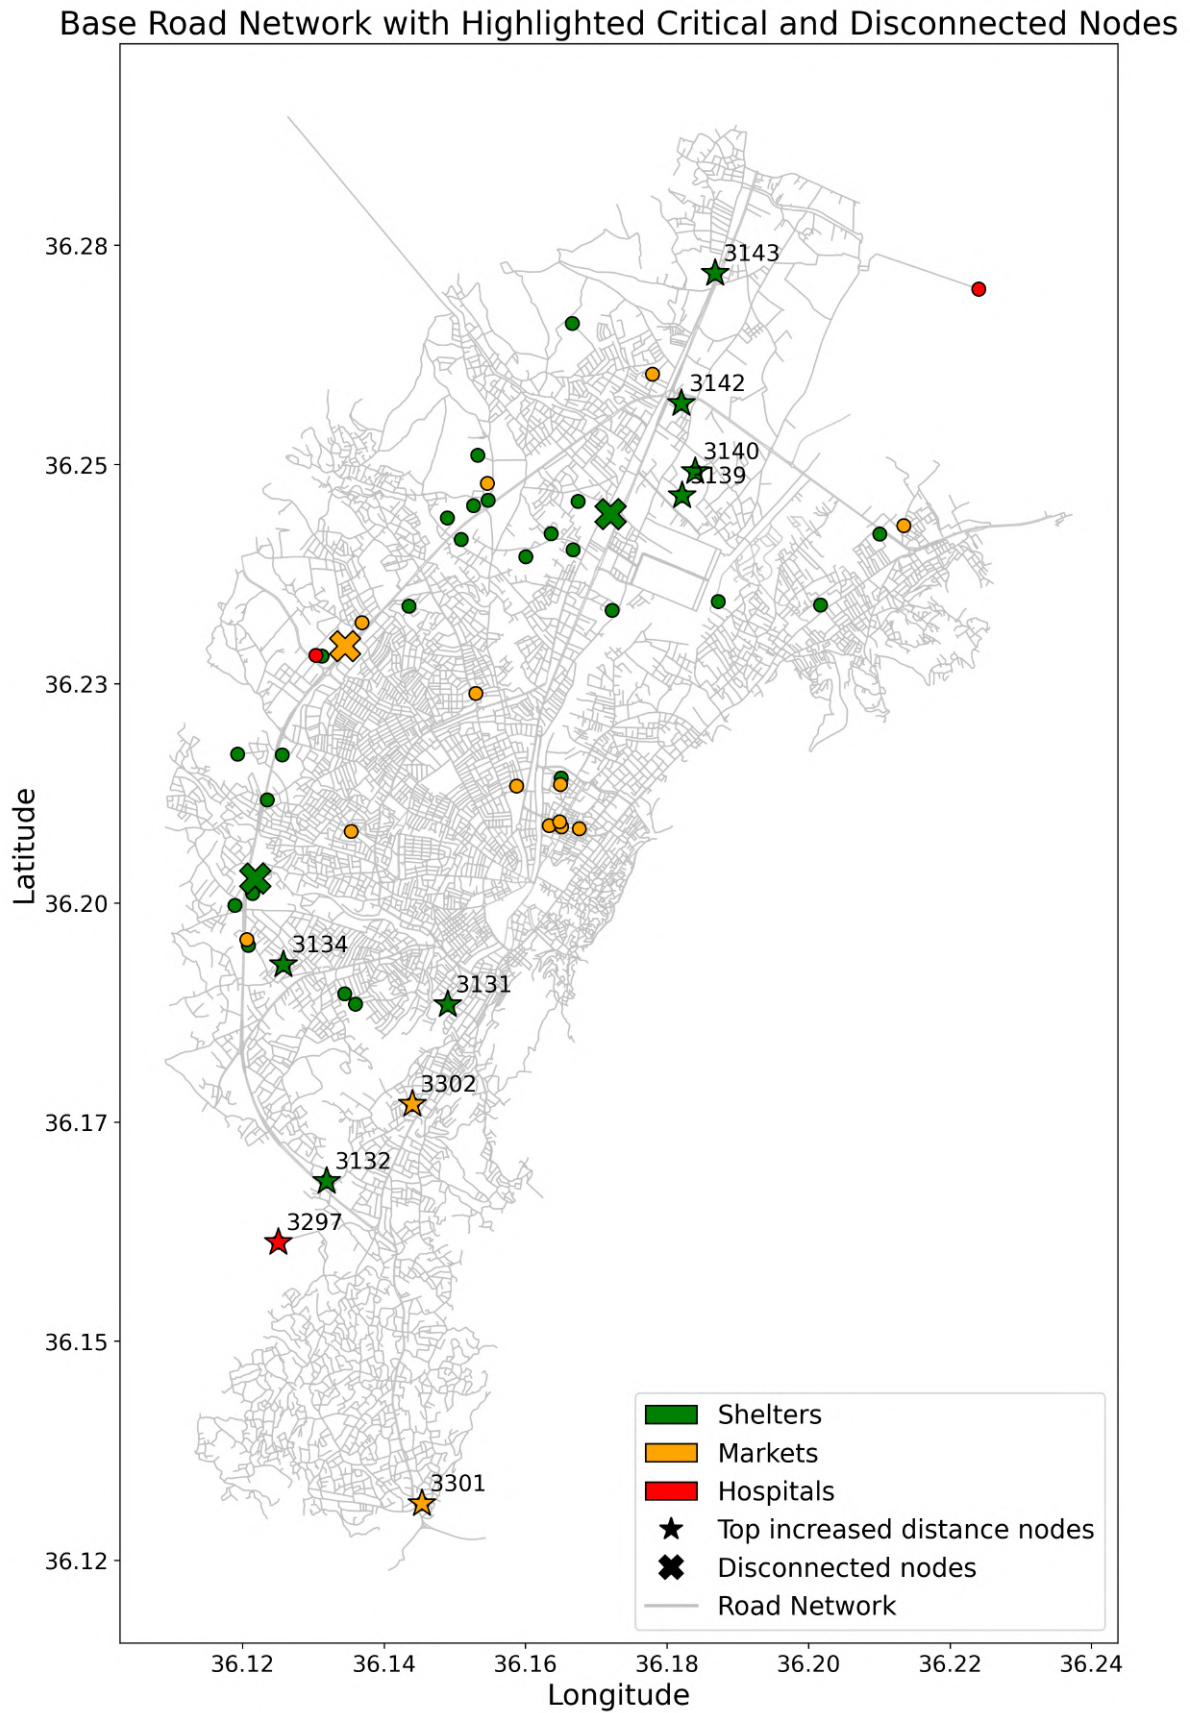 Base Road Network with Highlighted Critical and Disconnected Nodes
3143
36.28
3142
3140
3139
36.25
36.23
Latitude
36.20
3134
3131
3302
36.17
3132
3297
36.15
3301
36.12
Shelters
Markets
Hospitals
Top increased distance nodes
Disconnected nodes
Road Network
36.12 36.14 36.16 36.18 36.20 36.22 36.24
Longitude